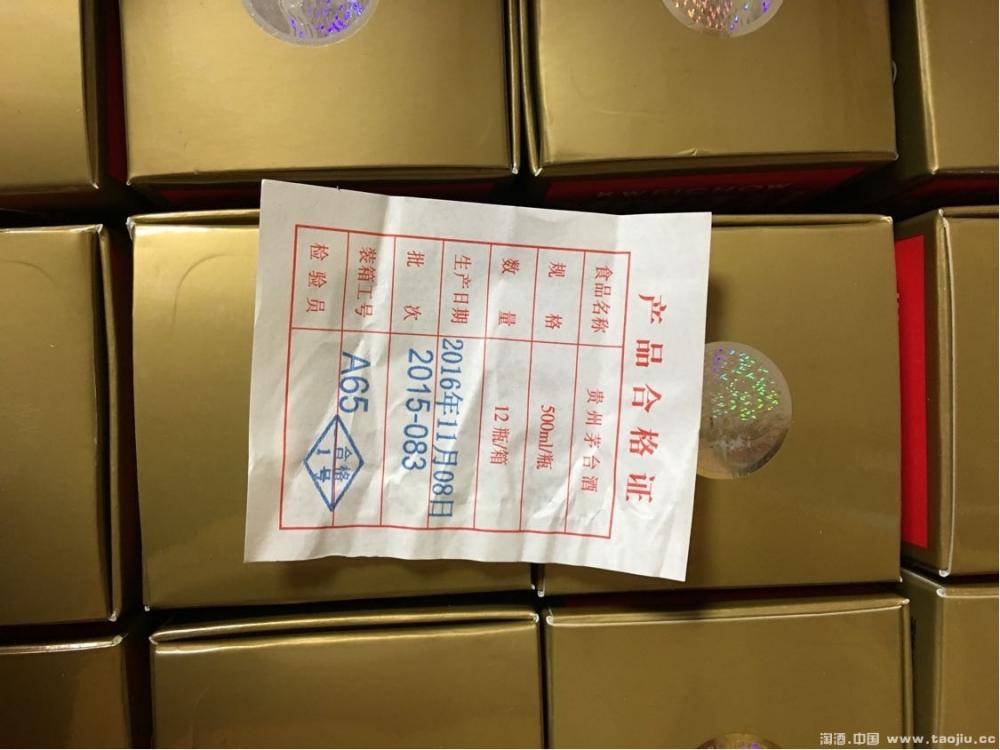 产品合格证
食品名称 贵州茅台酒
规格 500ml/瓶
数量 12瓶/箱
生产日期 2016年11月08日
批次 2015-083
装箱工号 A65
检验员 合格
1号
KWEICHOW
淘酒.中国 www.taojiu.cc